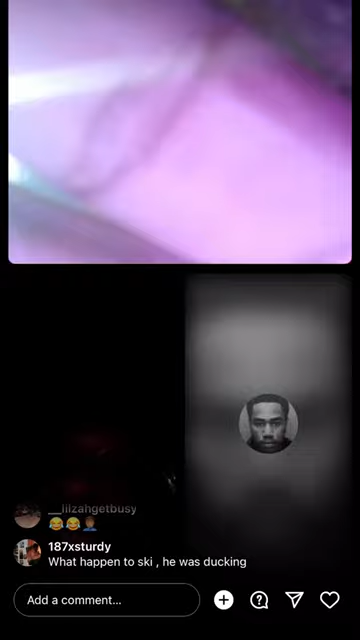 __lilzahgetbusy
😂😂🤦🏾‍♂️
187xsturdy
What happen to ski , he was ducking
Add a comment...